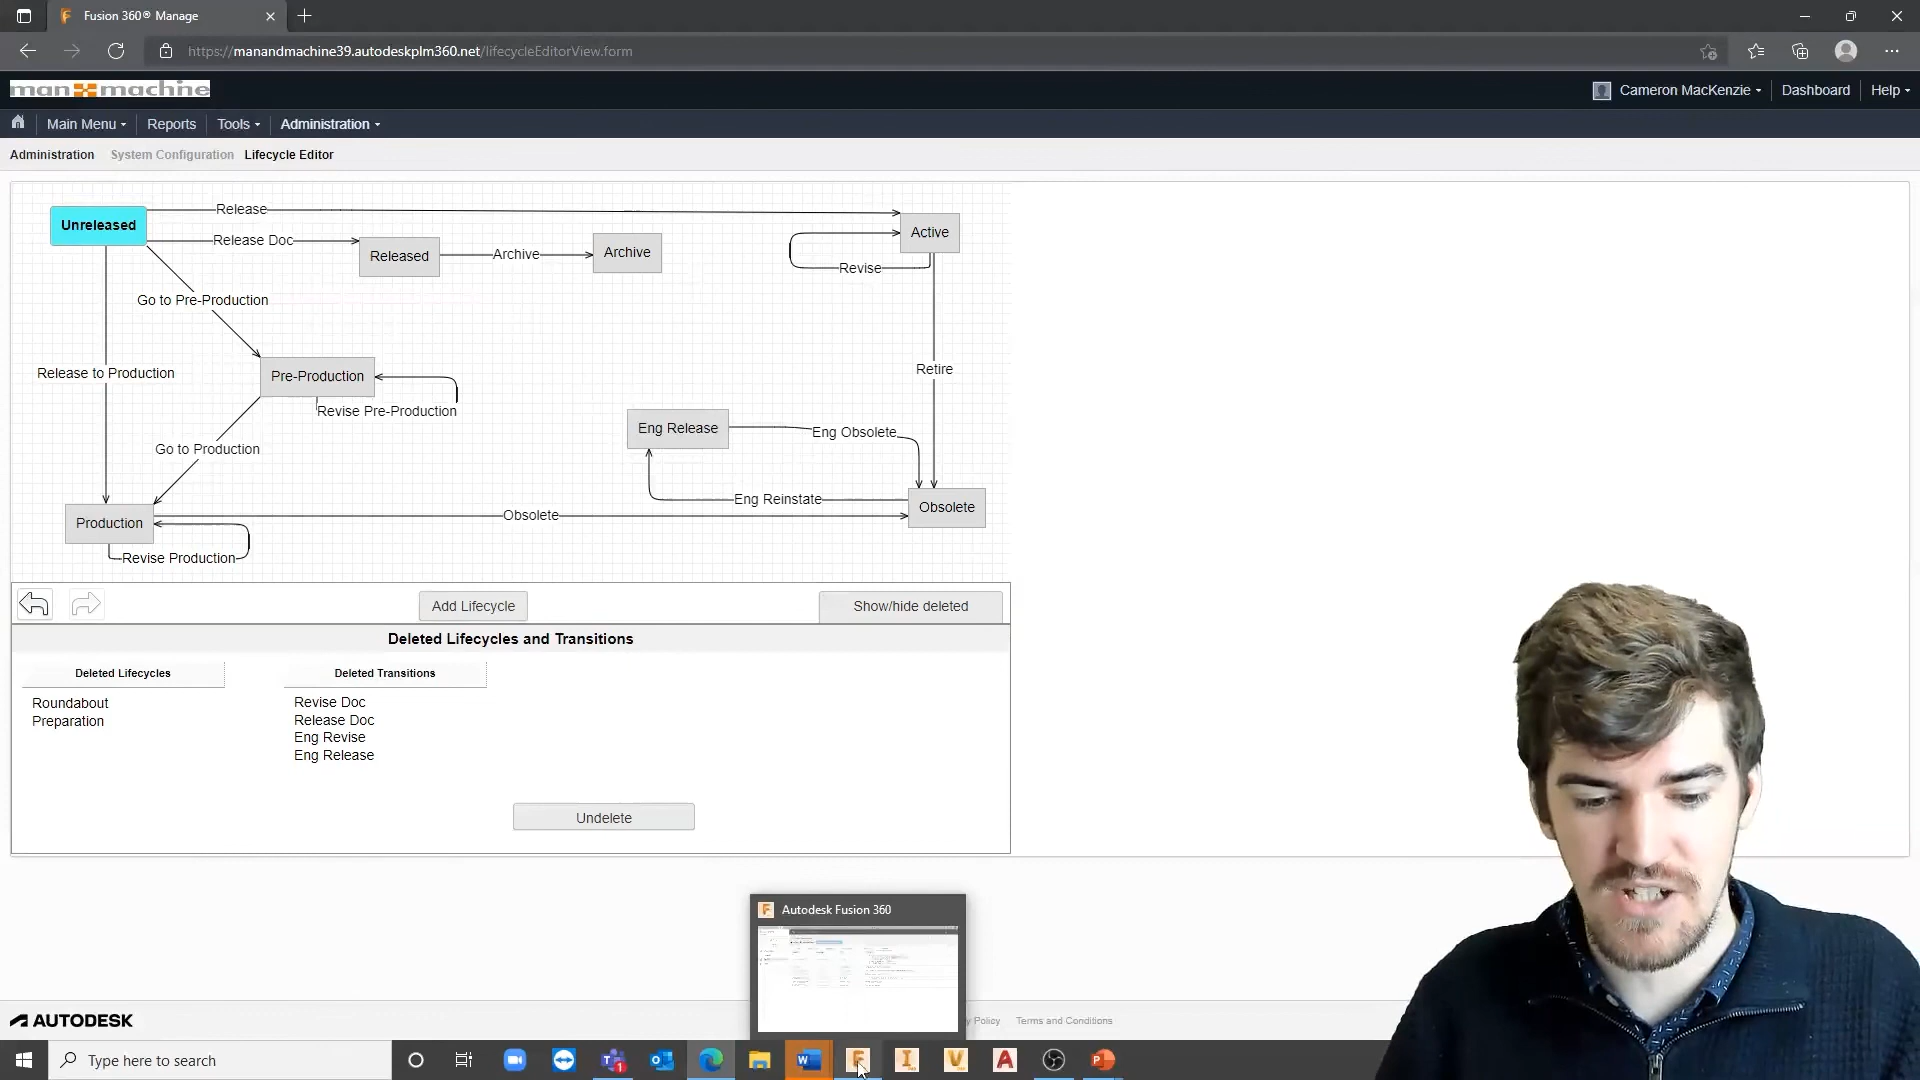 Fusion 360® Manage
https://manandmachine39.autodeskplm360.net/lifecycleEditorView.form
man machine
Cameron MacKenzie
Dashboard
Help
Main Menu
Reports
Tools
Administration
Administration
System Configuration
Lifecycle Editor
Unreleased
Release
Active
Release Doc
Released
Archive
Archive
Revise
Go to Pre-Production
Release to Production
Pre-Production
Retire
Revise Pre-Production
Eng Release
Eng Obsolete
Go to Production
Eng Reinstate
Obsolete
Production
Obsolete
Revise Production
Add Lifecycle
Show/hide deleted
Deleted Lifecycles and Transitions
Deleted Lifecycles
Deleted Transitions
Roundabout
Preparation
Revise Doc
Release Doc
Eng Revise
Eng Release
Undelete
Autodesk Fusion 360
AUTODESK
Policy
Terms and Conditions
Type here to search